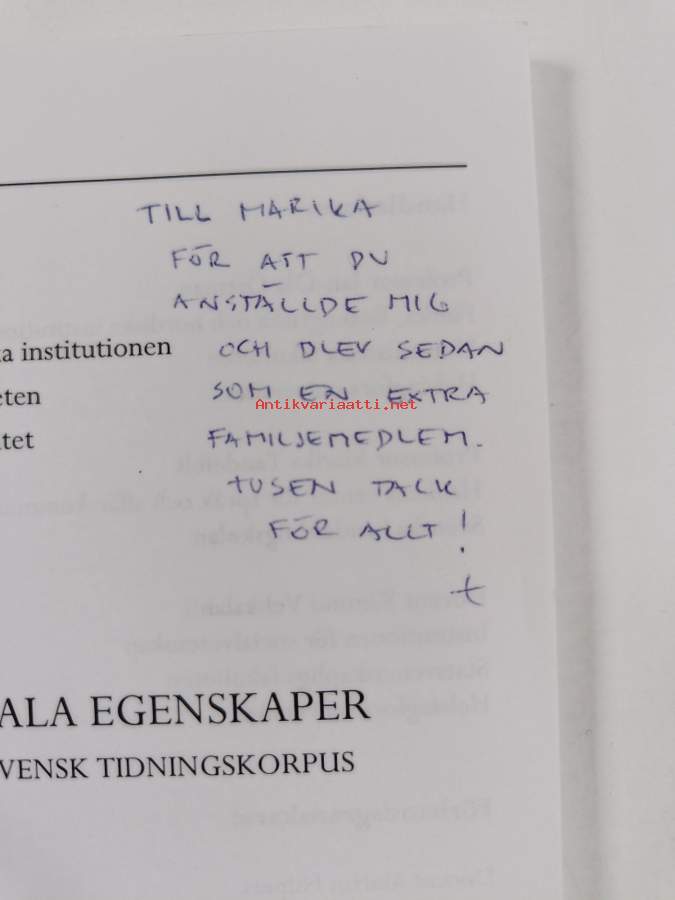 TILL MARIKA
FÖR ATT DU
ANSTÄLLDE MIG
ka institutionen OCH BLEV SEDAN
eten SOM EN EXTRA
Antikvariaatti.net
tet FAMILJEMEDLEM.
TUSEN TACK
FÖR ALLT!
t
ALA EGENSKAPER
VENSK TIDNINGSKORPUS